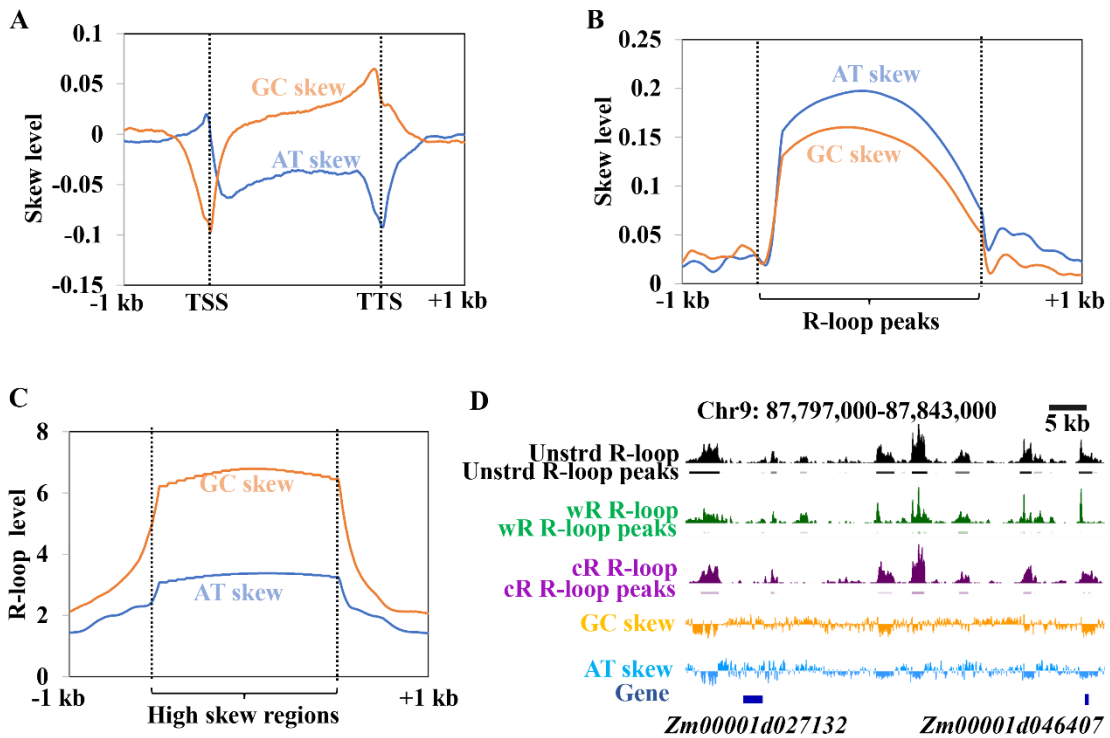 A
0.1
0.05
0
-0.05
-0.1
-0.15
Skew level
GC skew
AT skew
-1 kb
TSS
TTS
+1 kb
B
0.25
0.2
0.15
0.1
0.05
0
Skew level
AT skew
GC skew
-1 kb
+1 kb
R-loop peaks
C
8
6
4
2
0
R-loop level
GC skew
AT skew
-1 kb
+1 kb
High skew regions
D
Chr9: 87,797,000-87,843,000
5 kb
Unstrd R-loop
Unstrd R-loop peaks
wR R-loop
wR R-loop peaks
cR R-loop
cR R-loop peaks
GC skew
AT skew
Gene
Zm00001d027132
Zm00001d046407